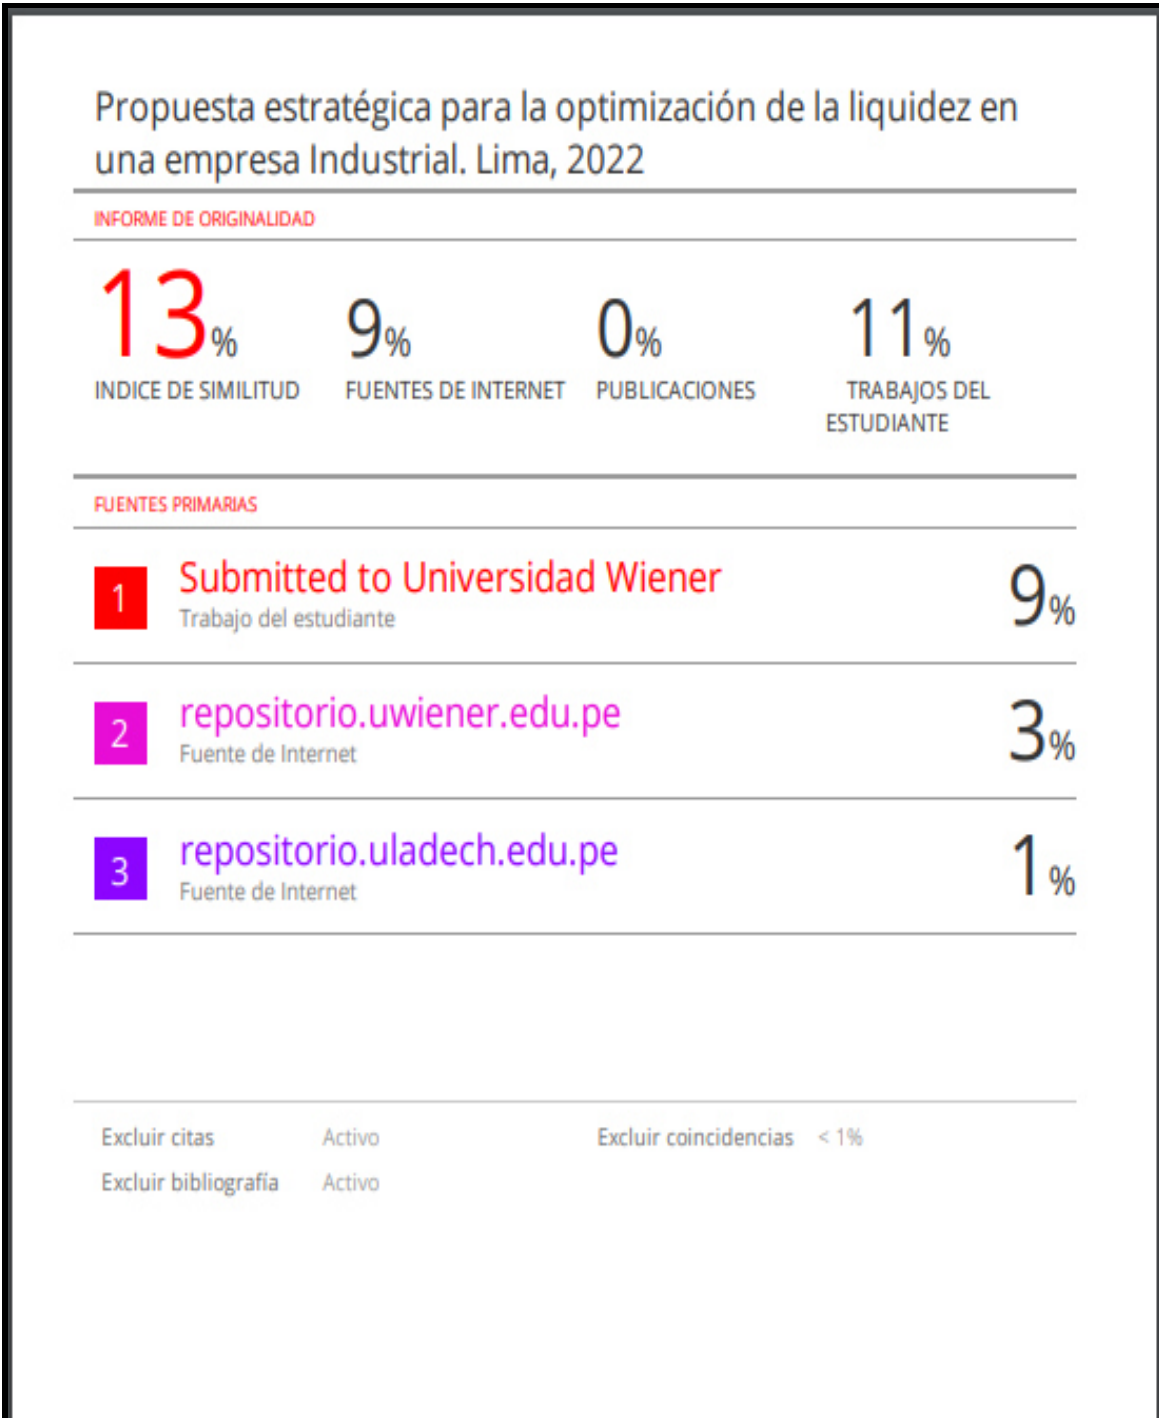 Propuesta estratégica para la optimización de la liquidez en
una empresa Industrial. Lima, 2022
INFORME DE ORIGINALIDAD
13%
INDICE DE SIMILITUD
9%
FUENTES DE INTERNET
0%
PUBLICACIONES
11%
TRABAJOS DEL
ESTUDIANTE
FUENTES PRIMARIAS
1
Submitted to Universidad Wiener
Trabajo del estudiante
9%
2
repositorio.uwiener.edu.pe
Fuente de Internet
3%
3
repositorio.uladech.edu.pe
Fuente de Internet
1%
Excluir citas Activo
Excluir coincidencias < 1%
Excluir bibliografía Activo